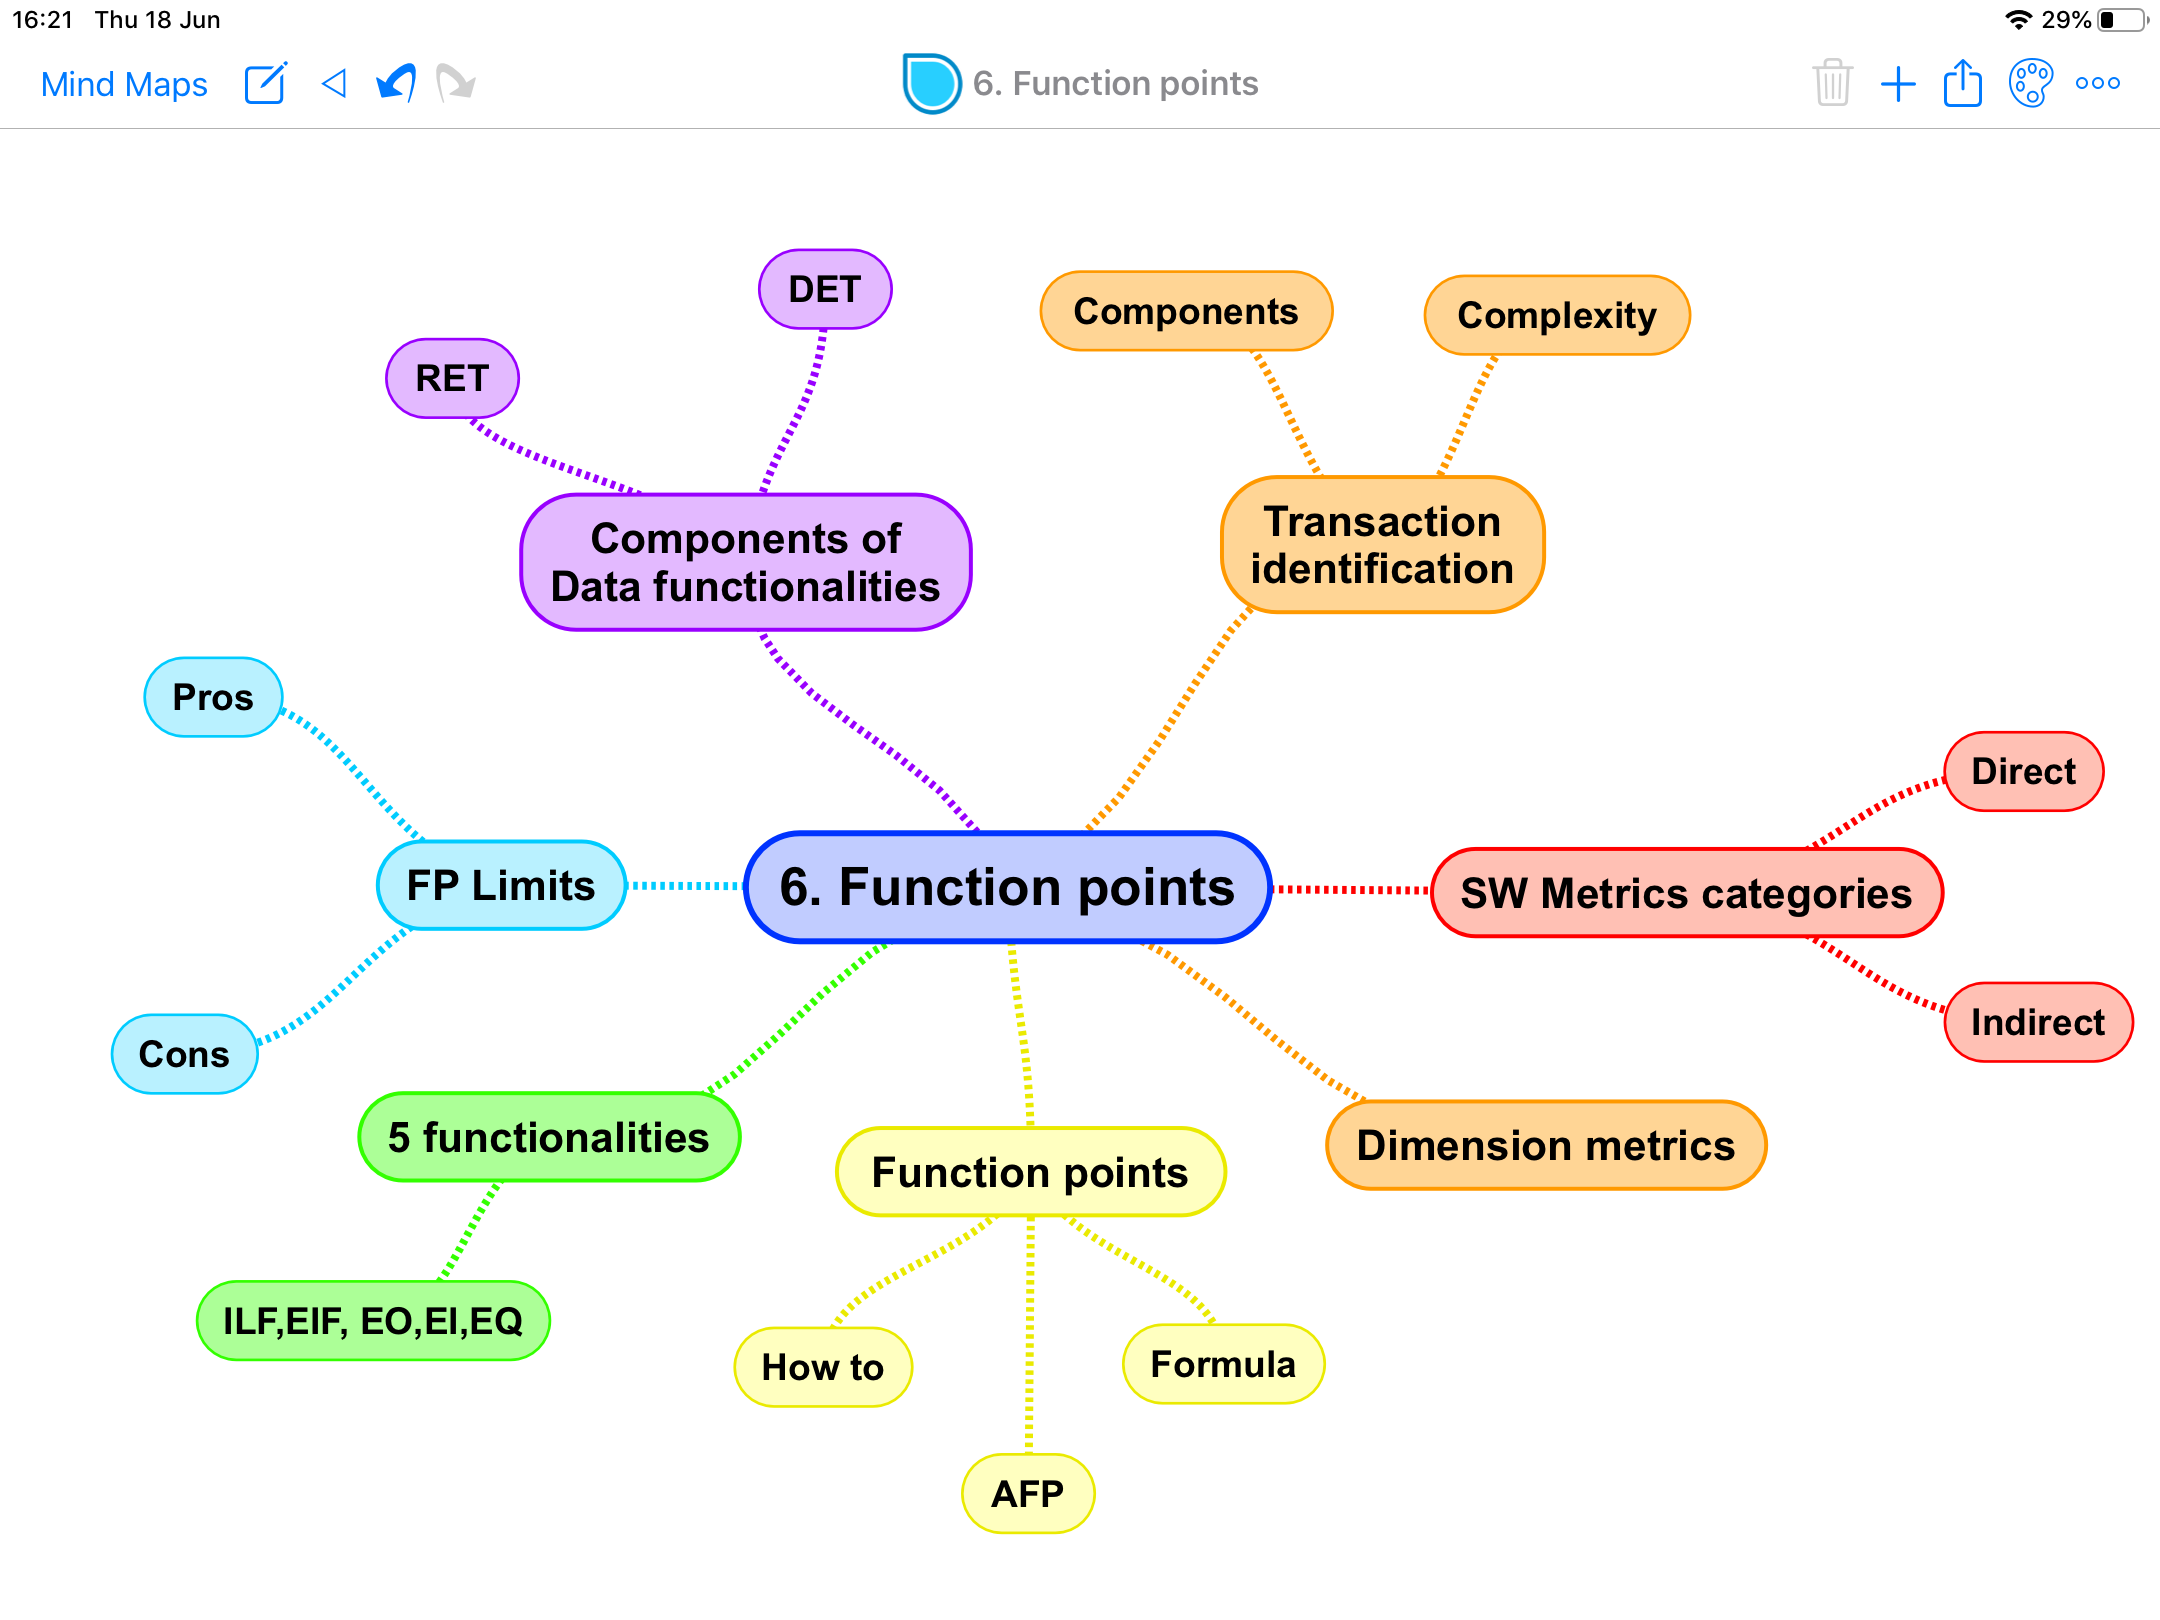 16:21 Thu 18 Jun
29%
Mind Maps
6. Function points
DET
Components
Complexity
RET
Transaction
identification
Components of
Data functionalities
Pros
Direct
FP Limits
6. Function points
SW Metrics categories
Indirect
Cons
5 functionalities
Function points
Dimension metrics
ILF,EIF, EO,EI,EQ
How to
Formula
AFP